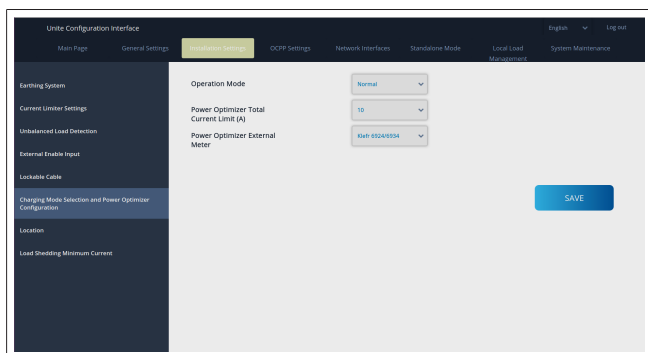 Unite Configuration Interface
English
Log out
Main Page
General Settings
Installation Settings
OCPP Settings
Network Interfaces
Standalone Mode
Local Load
Management
System Maintenance
Earthing System
Current Limiter Settings
Unbalanced Load Detection
External Enable Input
Lockable Cable
Charging Mode Selection and Power Optimizer
Configuration
Location
Load Shedding Minimum Current
Operation Mode
Normal
Power Optimizer Total
Current Limit (A)
10
Power Optimizer External
Meter
Klefr 6924/6934
SAVE